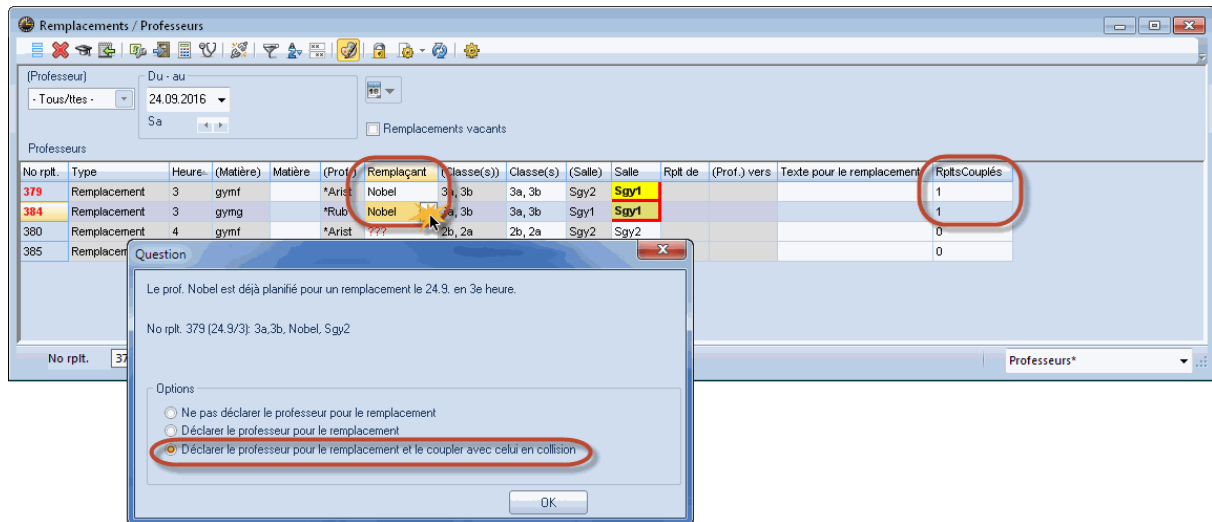 Remplacements / Professeurs
(Professeur) Du - au
- Tous/ttes - 24.09.2016
Sa
Remplacements vacants
Professeurs
No rplt. Type Heure (Matière) Matière (Prof.) Remplaçant (Classe(s)) Classe(s) (Salle) Salle Rplt de (Prof.) vers Texte pour le remplacement RpltsCouplés
379 Remplacement 3 gymf *Arist Nobel 3a, 3b 3a, 3b Sgy2 Sgy1 1
384 Remplacement 3 gymg *Rub Nobel 3a, 3b 3a, 3b Sgy1 Sgy1 1
380 Remplacement 4 gymf *Arist ??? 2b, 2a 2b, 2a Sgy2 Sgy2 0
385 Remplacem 0
Question
Le prof. Nobel est déjà planifié pour un remplacement le 24.9. en 3e heure.
No rplt. 379 (24.9/3): 3a,3b, Nobel, Sgy2
No rplt. 37 Professeurs*
Options
Ne pas déclarer le professeur pour le remplacement
Déclarer le professeur pour le remplacement
Déclarer le professeur pour le remplacement et le coupler avec celui en collision
OK